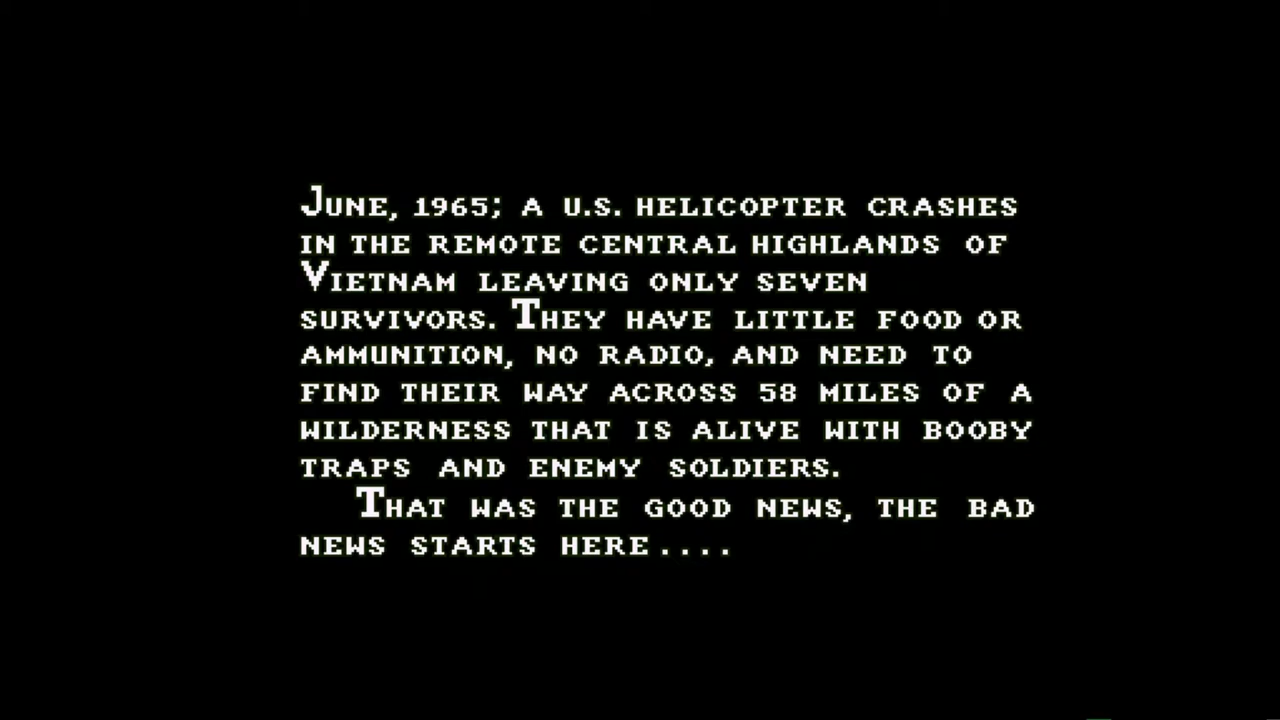 June, 1965; a U.S. helicopter crashes
in the remote central highlands of
Vietnam leaving only seven
survivors. They have little food or
ammunition, no radio, and need to
find their way across 58 miles of a
wilderness that is alive with booby
traps and enemy soldiers.
That was the good news, the bad
news starts here....